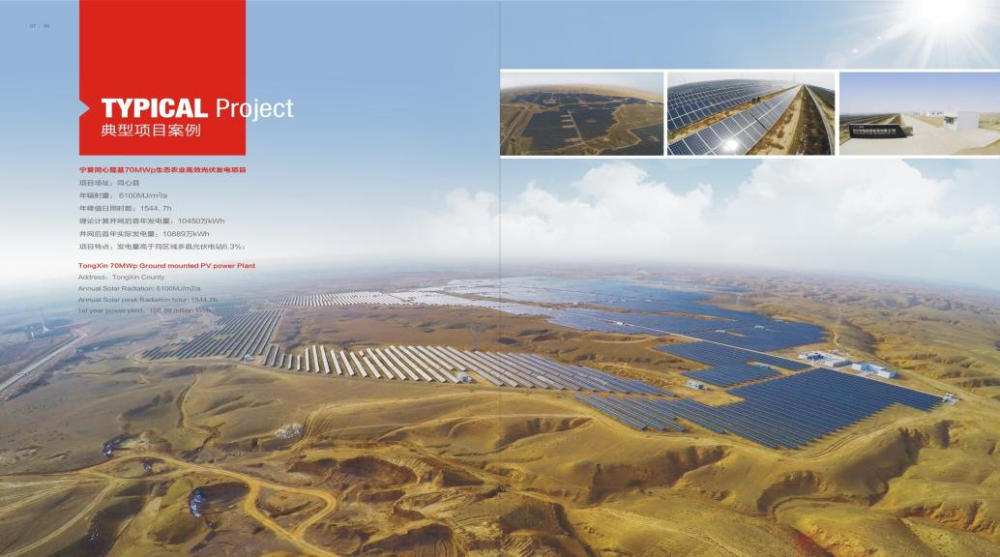 07 / 08
TYPICAL Project
典型项目案例
宁夏同心隆基70MWp生态农业高效光伏发电项目
项目场址：同心县
年辐射量： 6100MJ/m²/a
年峰值日照时数：1544. 7h
理论计算并网后首年发电量：10450万kWh
并网后首年实际发电量：10889万kWh
项目特点：发电量高于同区域多晶光伏电站6.3%；
TongXin 70MWp Ground mounted PV power Plant
Address：TongXin County
Annual Solar Radiation: 6100MJ/m2/a
Annual Solar peak Radiation hour: 1544.7h
1st year power yield：108.89 million kWh